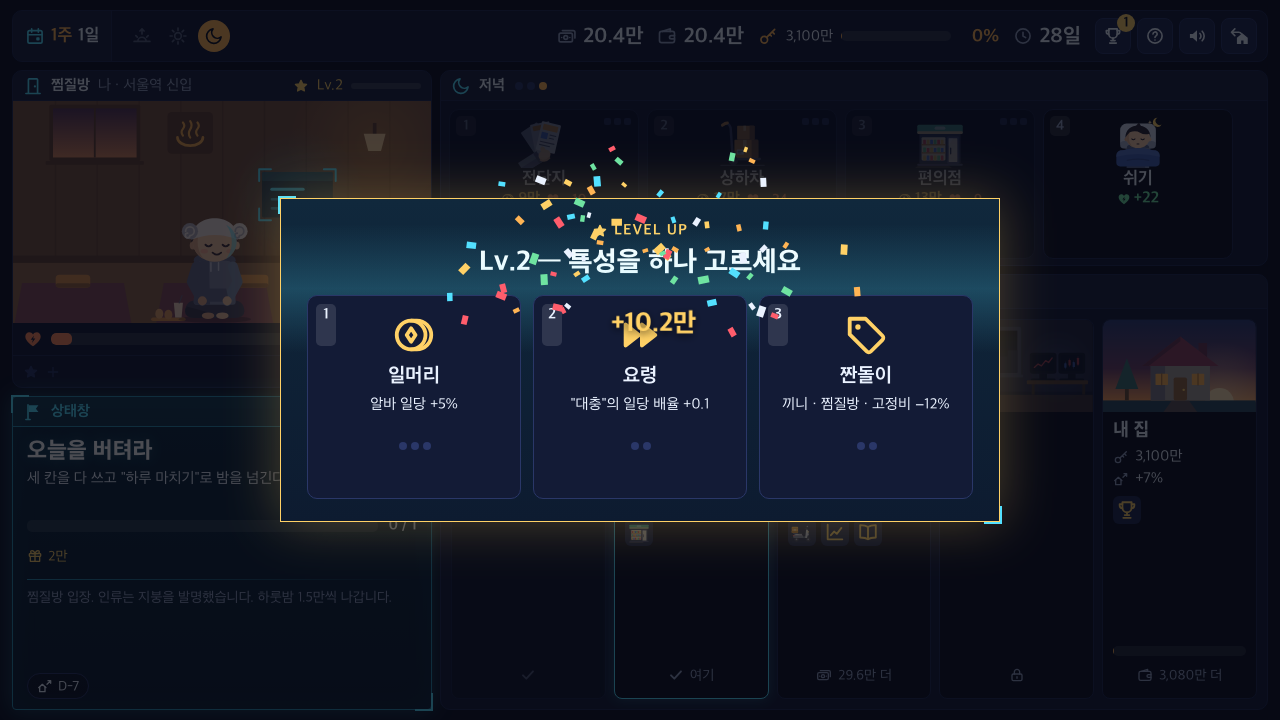 1주 1일
20.4만
20.4만
3,100만
0%
28일
1
찜질방
나 · 서울역 신입
Lv.2
저녁
1
진단지
2
상하차
3
편의점
4
쉬기
+22
LEVEL UP
Lv.2 — 특성을 하나 고르세요
1
일머리
알바 일당 +5%
2
+10.2만
요령
"대충"의 일당 배율 +0.1
3
짠돌이
끼니 · 찜질방 · 고정비 −12%
상태창
오늘을 버텨라
세 칸을 다 쓰고 "하루 마치기"로 밤을 넘긴다
0 / 1
2만
찜질방 입장. 인류는 지붕을 발명했습니다. 하룻밤 1.5만씩 나갑니다.
D-7
여기
29.6만 더
내 집
3,100만
+7%
3,080만 더